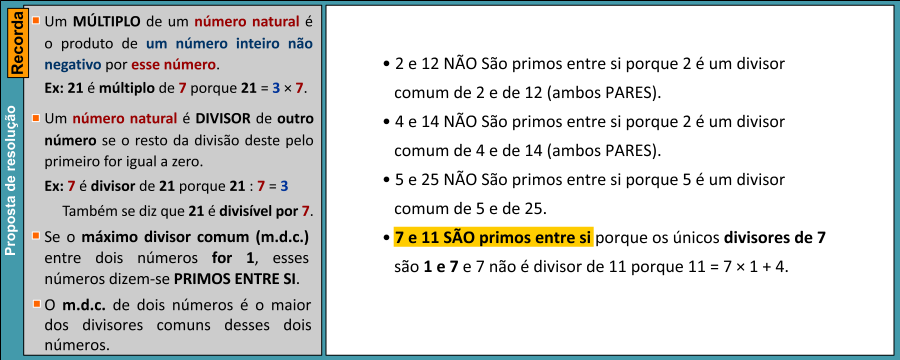 Recorda
Proposta de resolução
Um MÚLTIPLO de um número natural é
o produto de um número inteiro não
negativo por esse número.
Ex: 21 é múltiplo de 7 porque 21 = 3 × 7.
Um número natural é DIVISOR de outro
número se o resto da divisão deste pelo
primeiro for igual a zero.
Ex: 7 é divisor de 21 porque 21 : 7 = 3
Também se diz que 21 é divisível por 7.
Se o máximo divisor comum (m.d.c.)
entre dois números for 1, esses
números dizem-se PRIMOS ENTRE SI.
O m.d.c. de dois números é o maior
dos divisores comuns desses dois
números.
• 2 e 12 NÃO São primos entre si porque 2 é um divisor
comum de 2 e de 12 (ambos PARES).
• 4 e 14 NÃO São primos entre si porque 2 é um divisor
comum de 4 e de 14 (ambos PARES).
• 5 e 25 NÃO São primos entre si porque 5 é um divisor
comum de 5 e de 25.
• 7 e 11 SÃO primos entre si porque os únicos divisores de 7
são 1 e 7 e 7 não é divisor de 11 porque 11 = 7 × 1 + 4.